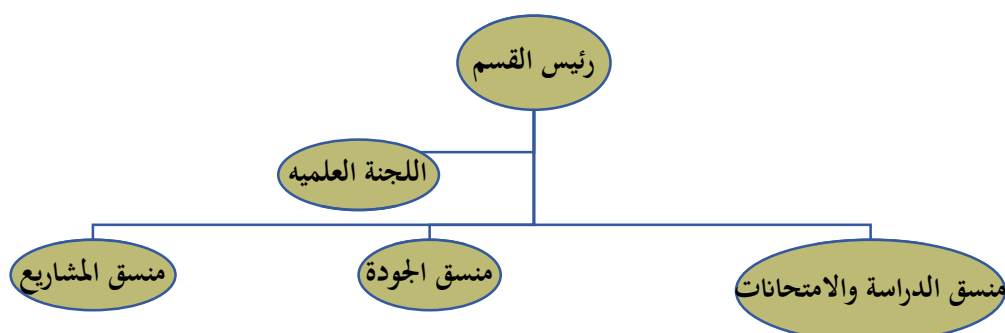 رئيس القسم
اللجنة العلميه
منسق الدراسة والامتحانات
منسق الجودة
منسق المشاريع